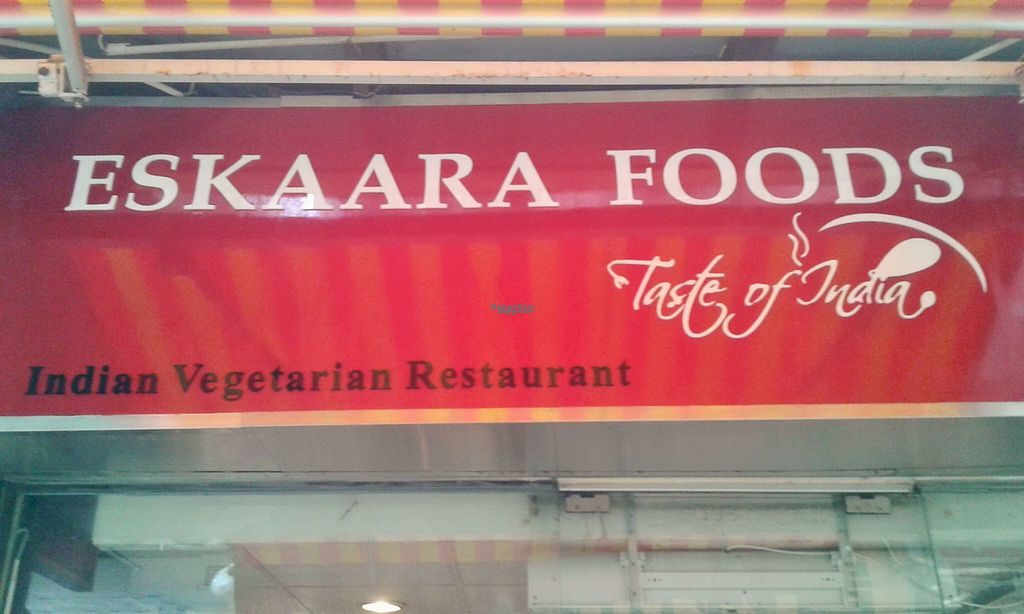 ESKAARA FOODS
Taste of India
Indian Vegetarian Restaurant